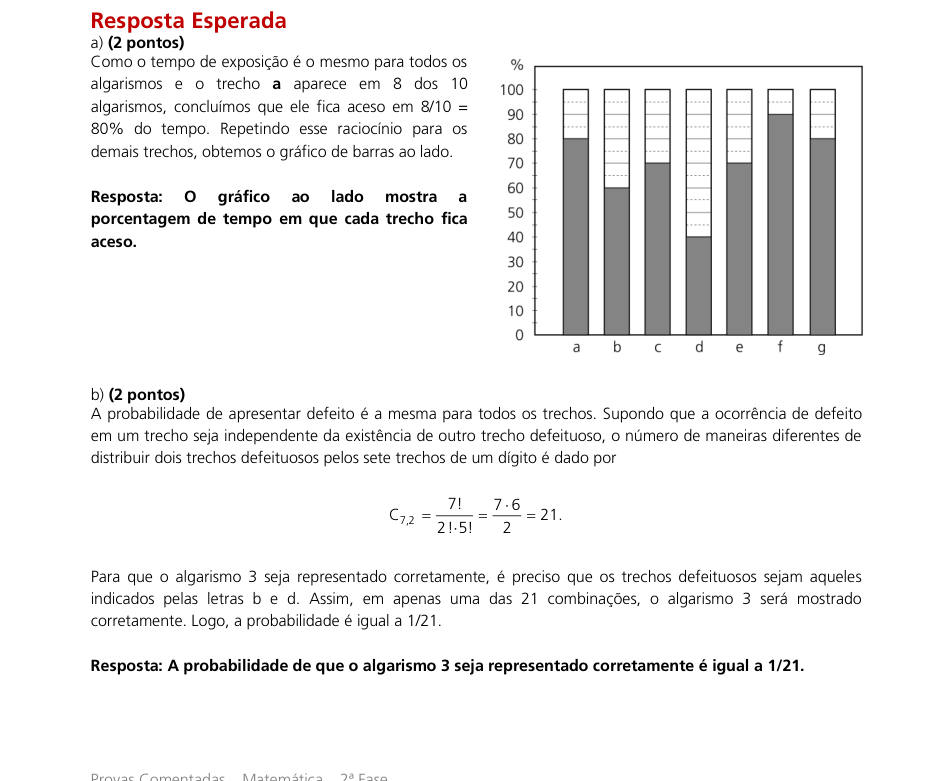 Resposta Esperada
a) (2 pontos)
Como o tempo de exposição é o mesmo para todos os
algarismos e o trecho a aparece em 8 dos 10
algarismos, concluímos que ele fica aceso em 8/10 =
80% do tempo. Repetindo esse raciocínio para os
demais trechos, obtemos o gráfico de barras ao lado.
Resposta: O gráfico ao lado mostra a
porcentagem de tempo em que cada trecho fica
aceso.
%
100
90
80
70
60
50
40
30
20
10
0
a b c d e f g
b) (2 pontos)
A probabilidade de apresentar defeito é a mesma para todos os trechos. Supondo que a ocorrência de defeito
em um trecho seja independente da existência de outro trecho defeituoso, o número de maneiras diferentes de
distribuir dois trechos defeituosos pelos sete trechos de um dígito é dado por
C7,2 = 7! / 2!·5! = 7·6 / 2 = 21.
Para que o algarismo 3 seja representado corretamente, é preciso que os trechos defeituosos sejam aqueles
indicados pelas letras b e d. Assim, em apenas uma das 21 combinações, o algarismo 3 será mostrado
corretamente. Logo, a probabilidade é igual a 1/21.
Resposta: A probabilidade de que o algarismo 3 seja representado corretamente é igual a 1/21.
Provas Comentadas Matemática 2ª Fase